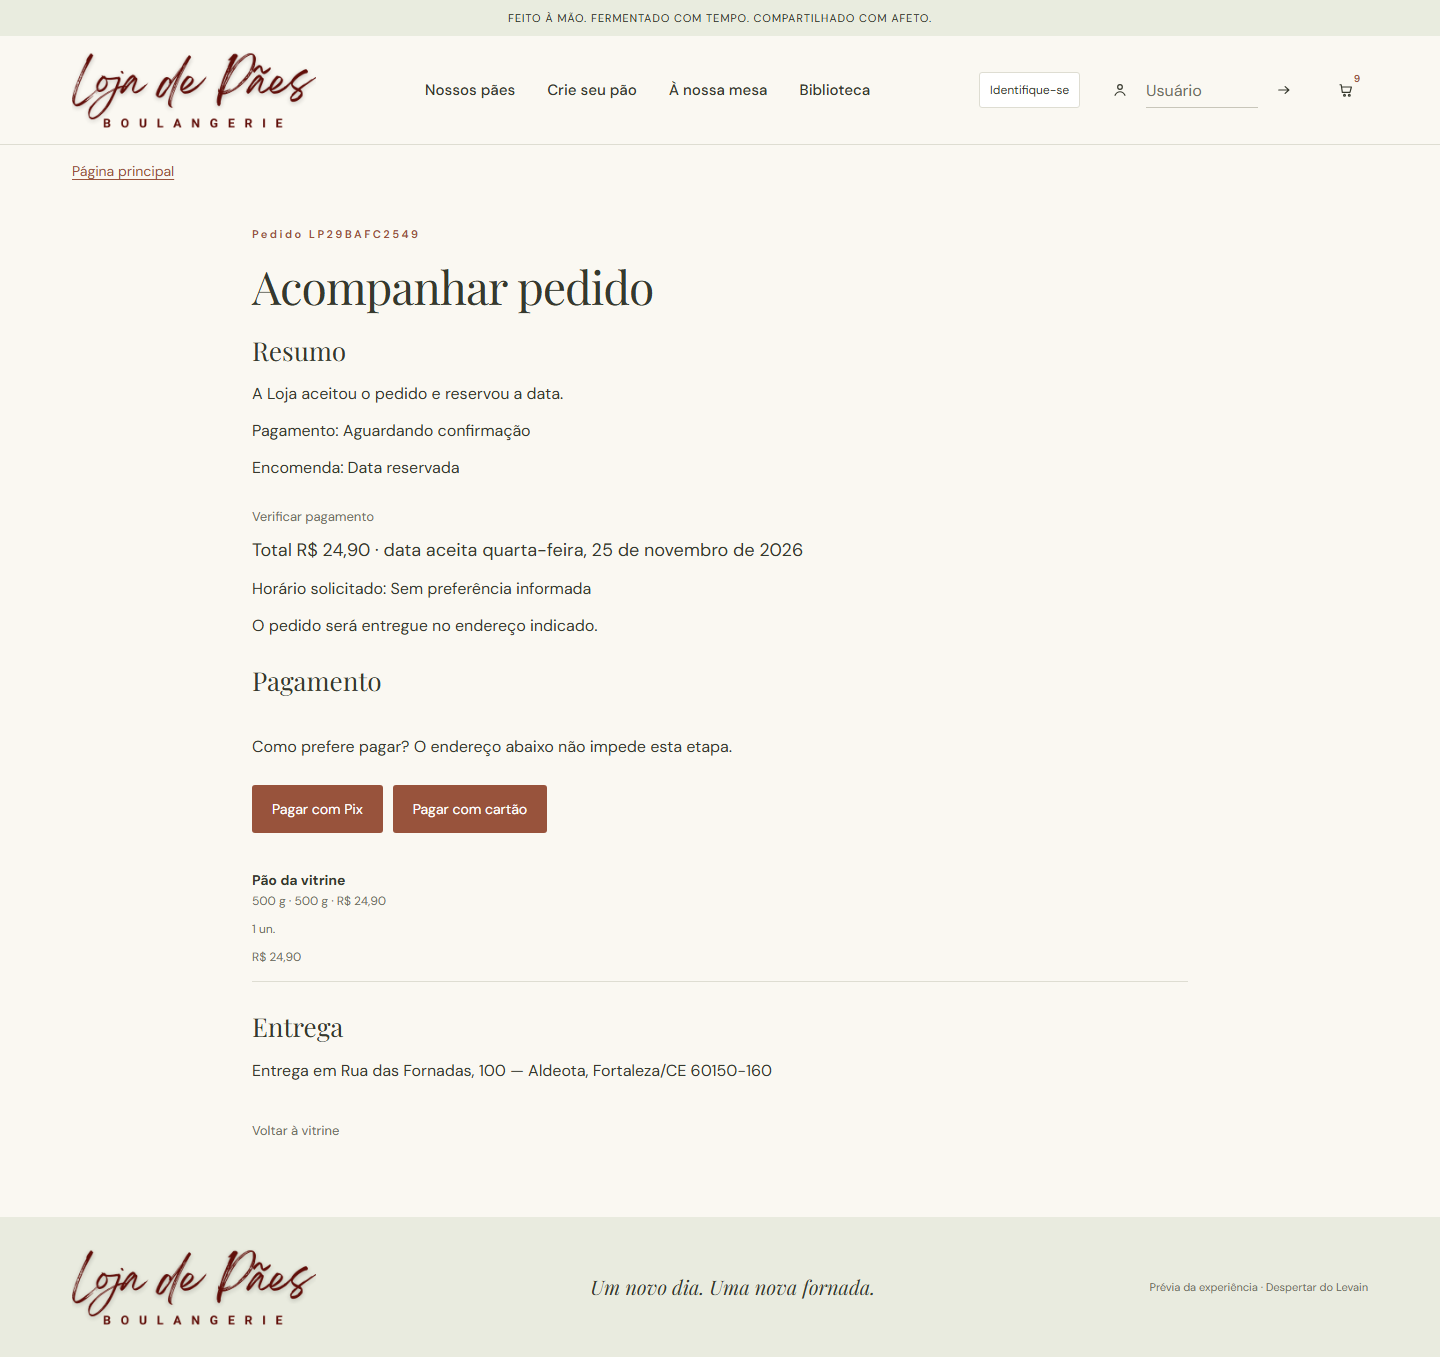 FEITO À MÃO. FERMENTADO COM TEMPO. COMPARTILHADO COM AFETO.
Loja de Pães
BOULANGERIE
Nossos pães
Crie seu pão
À nossa mesa
Biblioteca
Identifique-se
Usuário
9
Página principal
Pedido LP29BAFC2549
Acompanhar pedido
Resumo
A Loja aceitou o pedido e reservou a data.
Pagamento: Aguardando confirmação
Encomenda: Data reservada
Verificar pagamento
Total R$ 24,90 · data aceita quarta-feira, 25 de novembro de 2026
Horário solicitado: Sem preferência informada
O pedido será entregue no endereço indicado.
Pagamento
Como prefere pagar? O endereço abaixo não impede esta etapa.
Pagar com Pix
Pagar com cartão
Pão da vitrine
500 g · 500 g · R$ 24,90
1 un.
R$ 24,90
Entrega
Entrega em Rua das Fornadas, 100 — Aldeota, Fortaleza/CE 60150-160
Voltar à vitrine
Loja de Pães
BOULANGERIE
Um novo dia. Uma nova fornada.
Prévia da experiência · Despertar do Levain